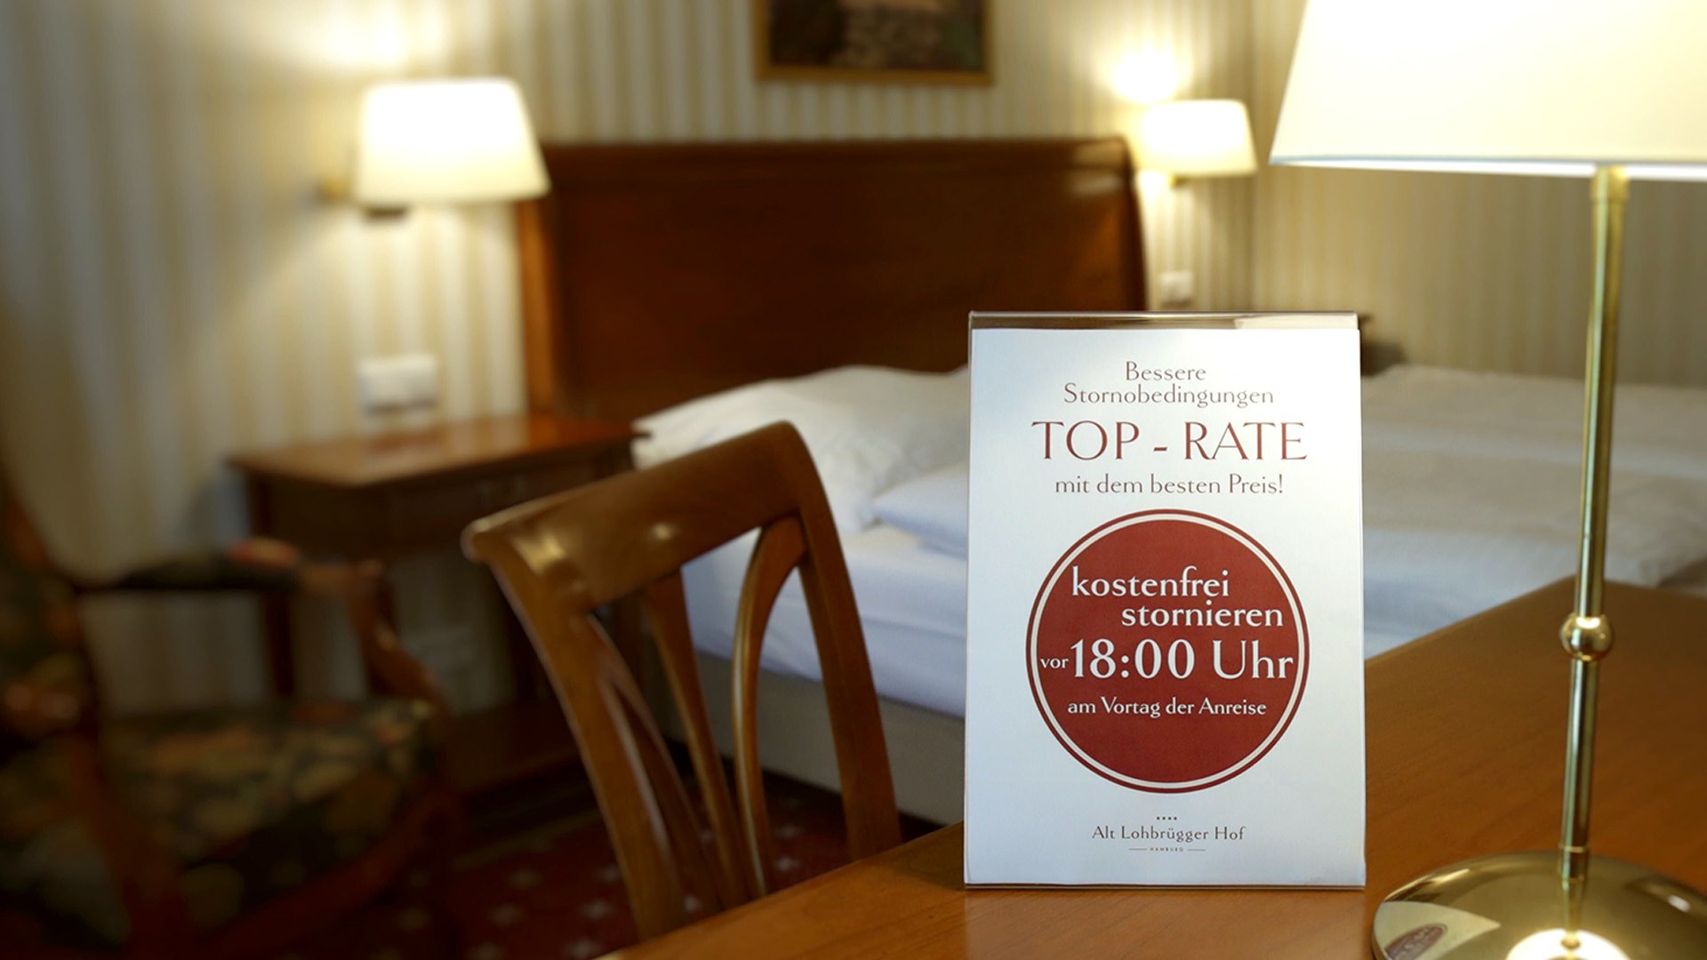 Bessere
Stornobedingungen
TOP - RATE
mit dem besten Preis!
kostenfrei
stornieren
vor 18:00 Uhr
am Vortag der Anreise
Alt Lohbrügger Hof
HAMBURG